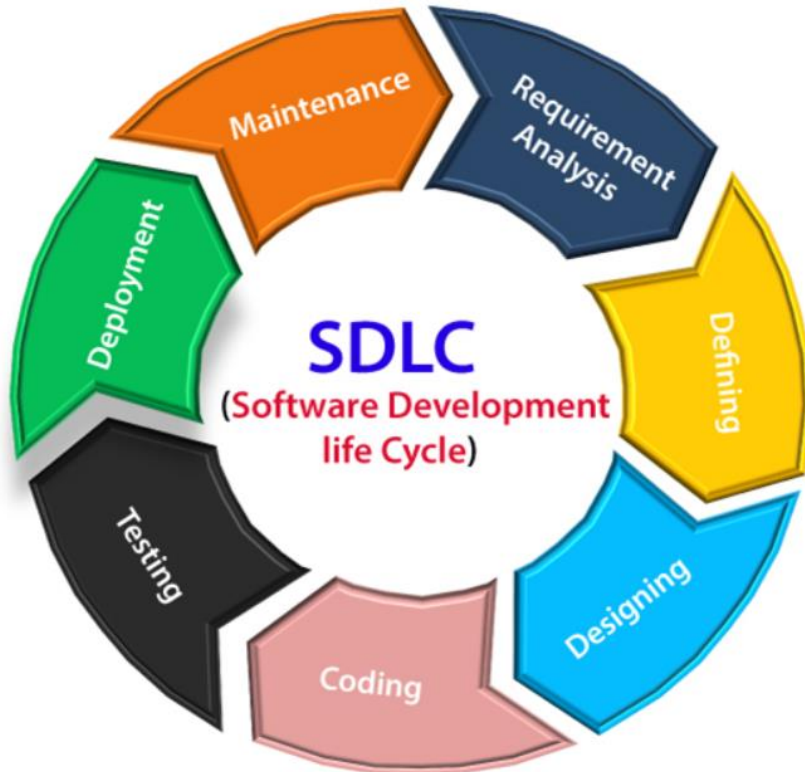 SDLC
(Software Development
life Cycle)
Requirement
Analysis
Defining
Designing
Coding
Testing
Deployment
Maintenance